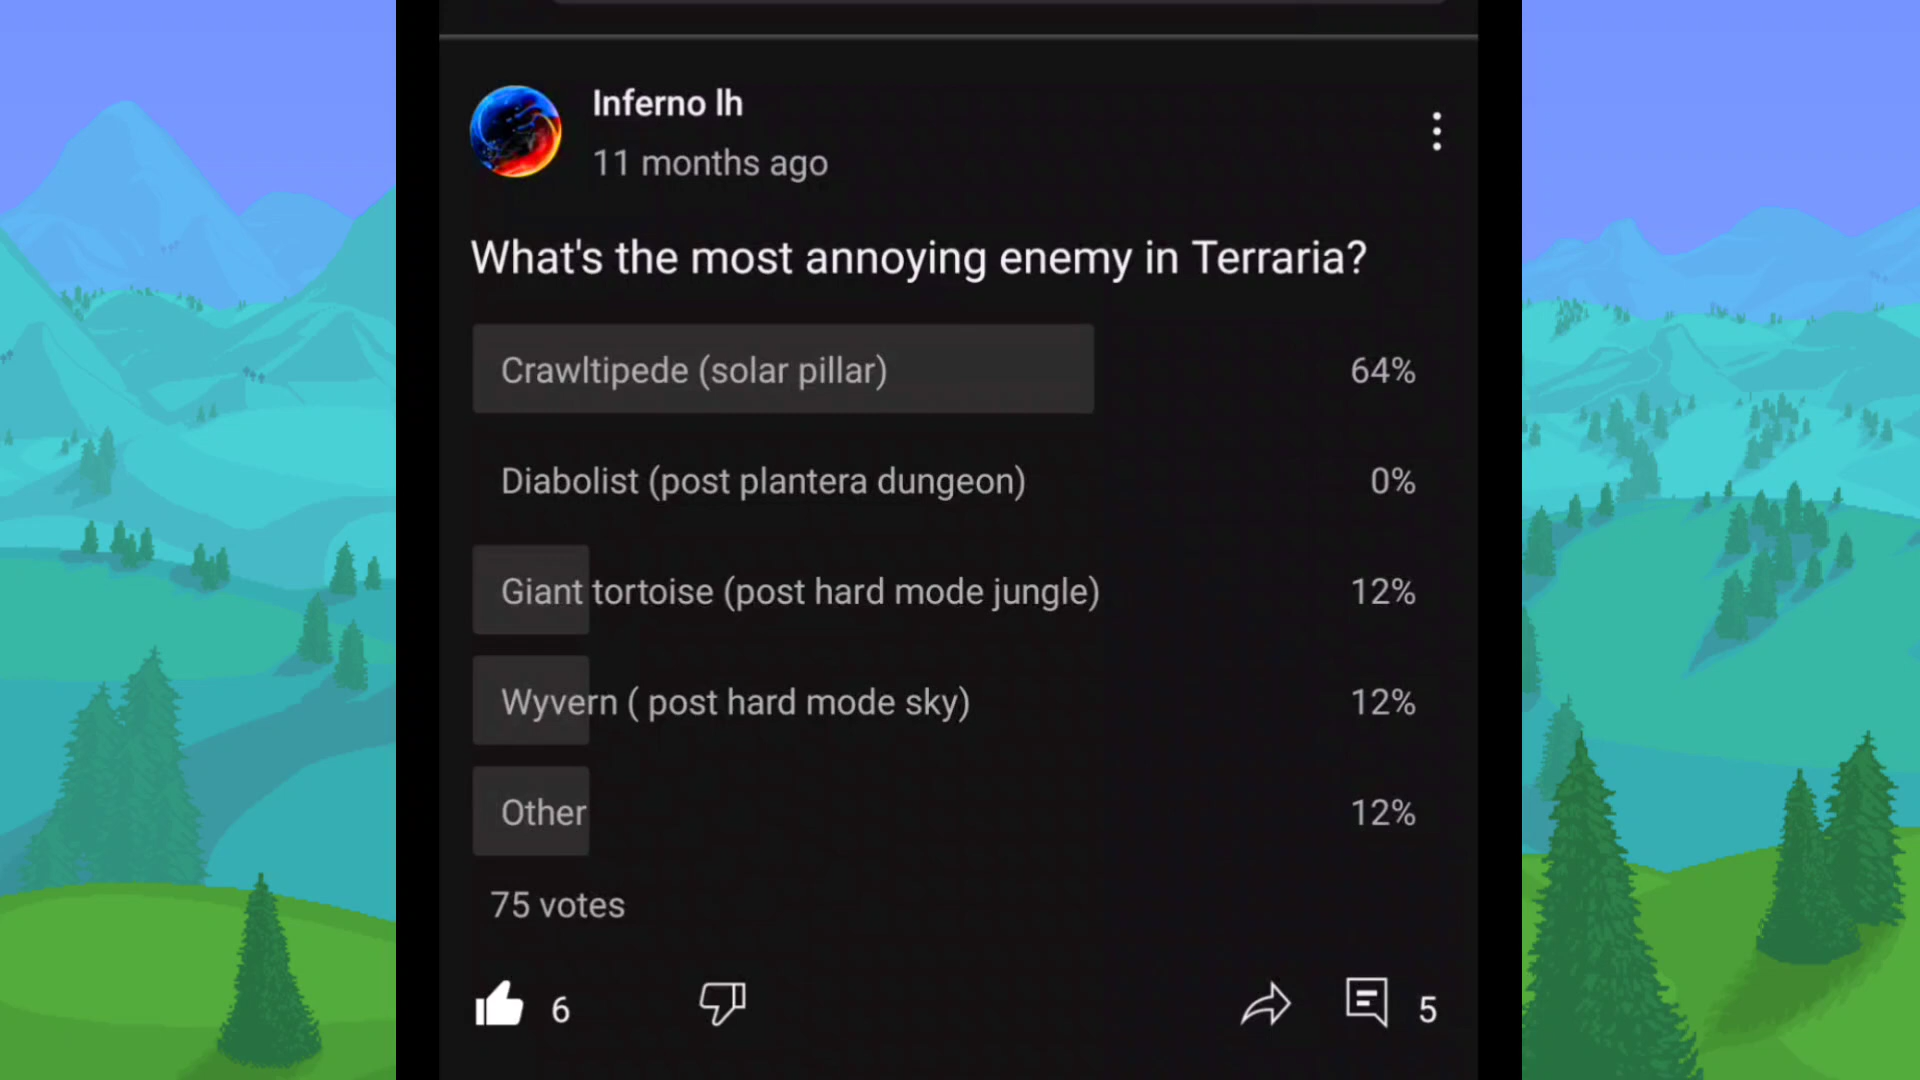 Inferno lh
11 months ago
What's the most annoying enemy in Terraria?
Crawltipede (solar pillar) 64%
Diabolist (post plantera dungeon) 0%
Giant tortoise (post hard mode jungle) 12%
Wyvern ( post hard mode sky) 12%
Other 12%
75 votes
6 5